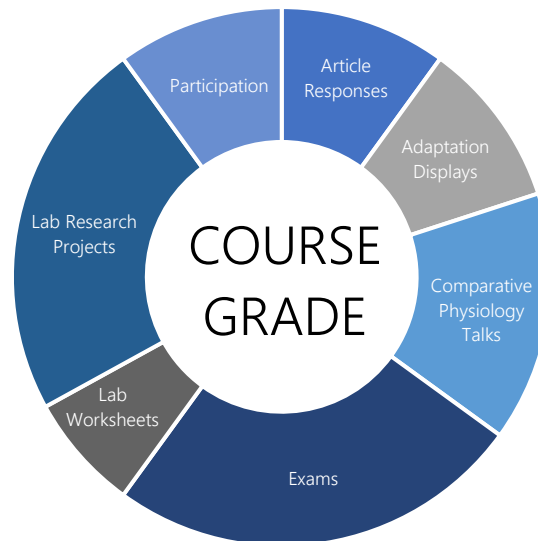 Participation
Article
Responses
Adaptation
Displays
Comparative
Physiology
Talks
Exams
Lab
Worksheets
Lab Research
Projects
COURSE
GRADE